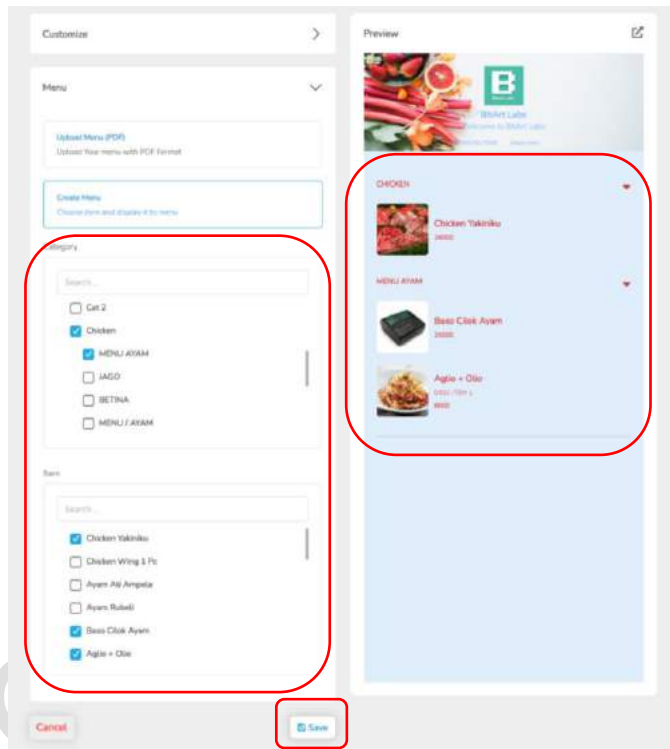 Customize
Menu
Upload Menu (PDF)
Upload Your menu with PDF Format
Create Menu
Choose item and display it to menu
Category
Search...
Cat 2
Chicken
MENU AYAM
JAGO
BETINA
MENU / AYAM
Item
Search...
Chicken Yakiniku
Chicken Wing 1 Pc
Ayam Ati Ampela
Ayam Rubeli
Baso Cilok Ayam
Aglio + Olio
Cancel
Save
Preview
B
BitsArt Labs
Welcome to BitsArt Labs
CHICKEN
Chicken Yakiniku
MENU AYAM
Baso Cilok Ayam
Aglio + Olio